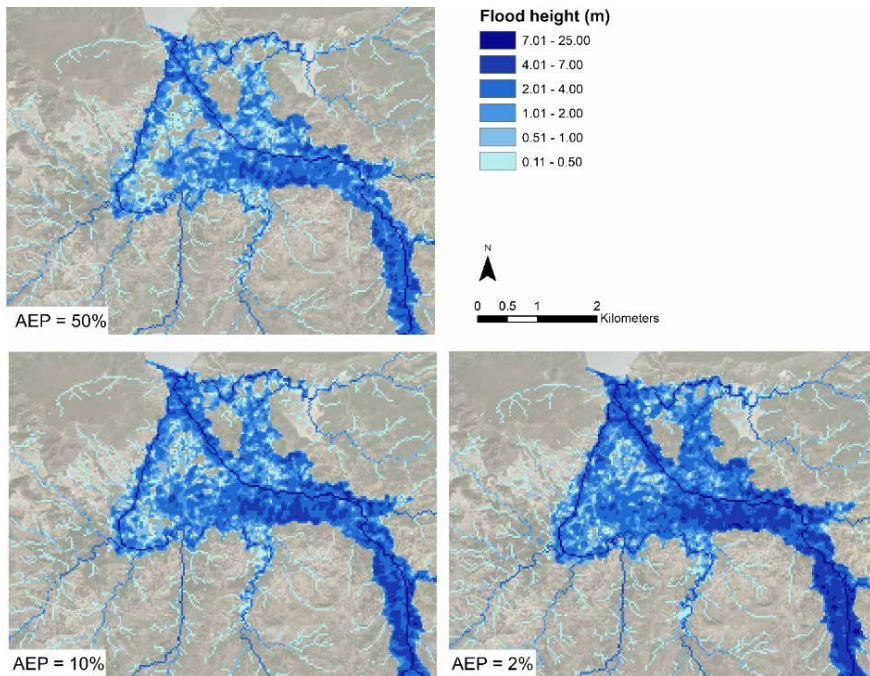 Flood height (m)
7.01 - 25.00
4.01 - 7.00
2.01 - 4.00
1.01 - 2.00
0.51 - 1.00
0.11 - 0.50
N
0 0.5 1 2
Kilometers
AEP = 50%
AEP = 10%
AEP = 2%